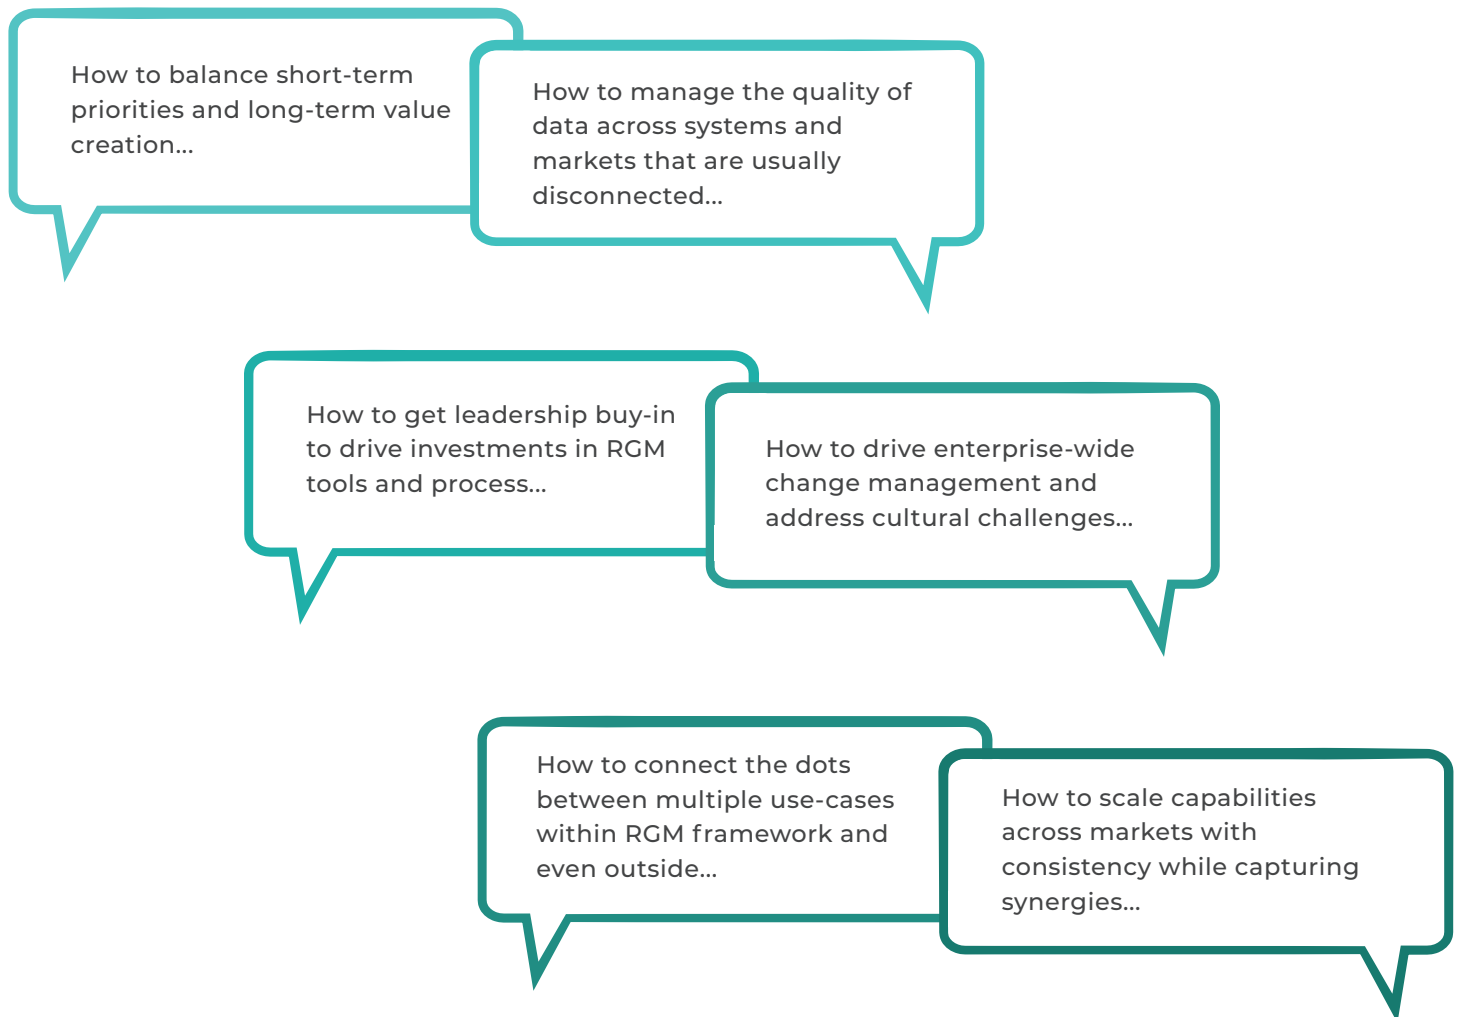 How to balance short-term
priorities and long-term value
creation...
How to manage the quality of
data across systems and
markets that are usually
disconnected...
How to get leadership buy-in
to drive investments in RGM
tools and process...
How to drive enterprise-wide
change management and
address cultural challenges...
How to connect the dots
between multiple use-cases
within RGM framework and
even outside...
How to scale capabilities
across markets with
consistency while capturing
synergies...